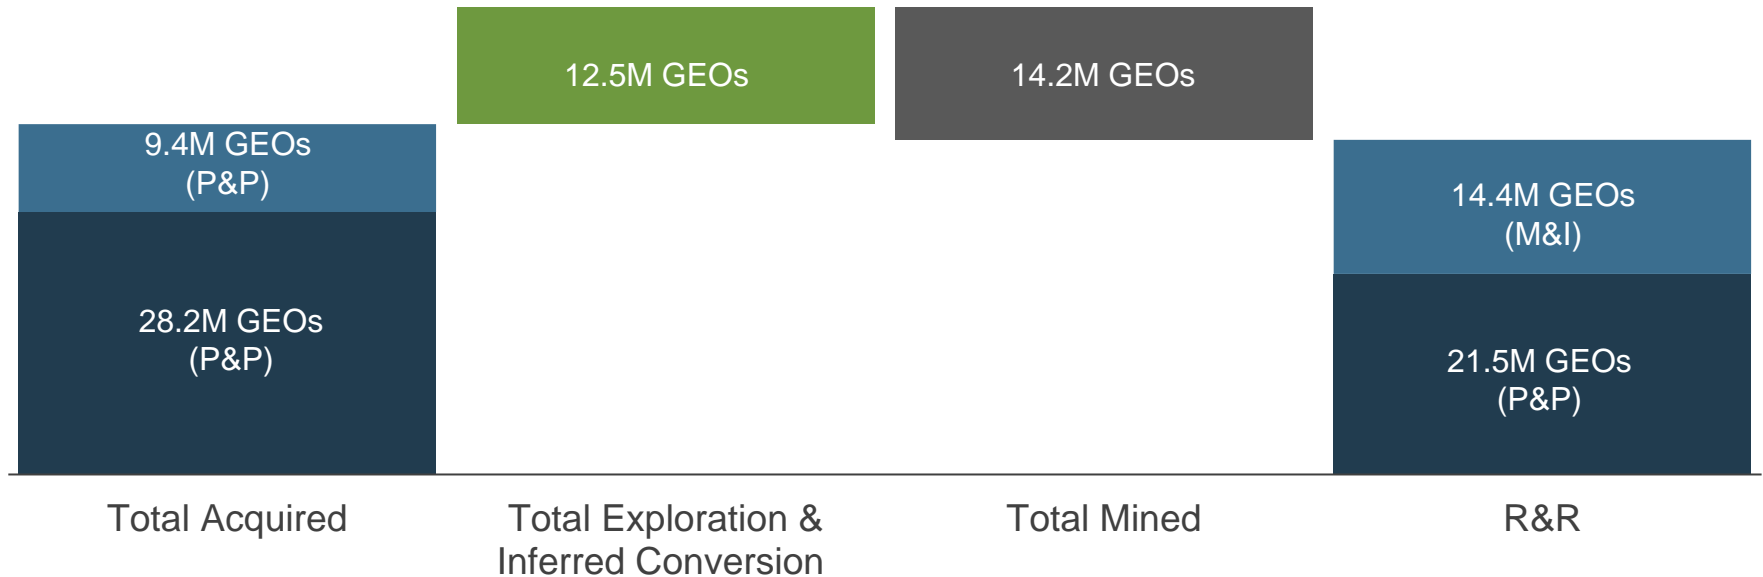 12.5M GEOs
14.2M GEOs
9.4M GEOs
(P&P)
14.4M GEOs
(M&I)
28.2M GEOs
(P&P)
21.5M GEOs
(P&P)
Total Acquired
Total Exploration &
Inferred Conversion
Total Mined
R&R